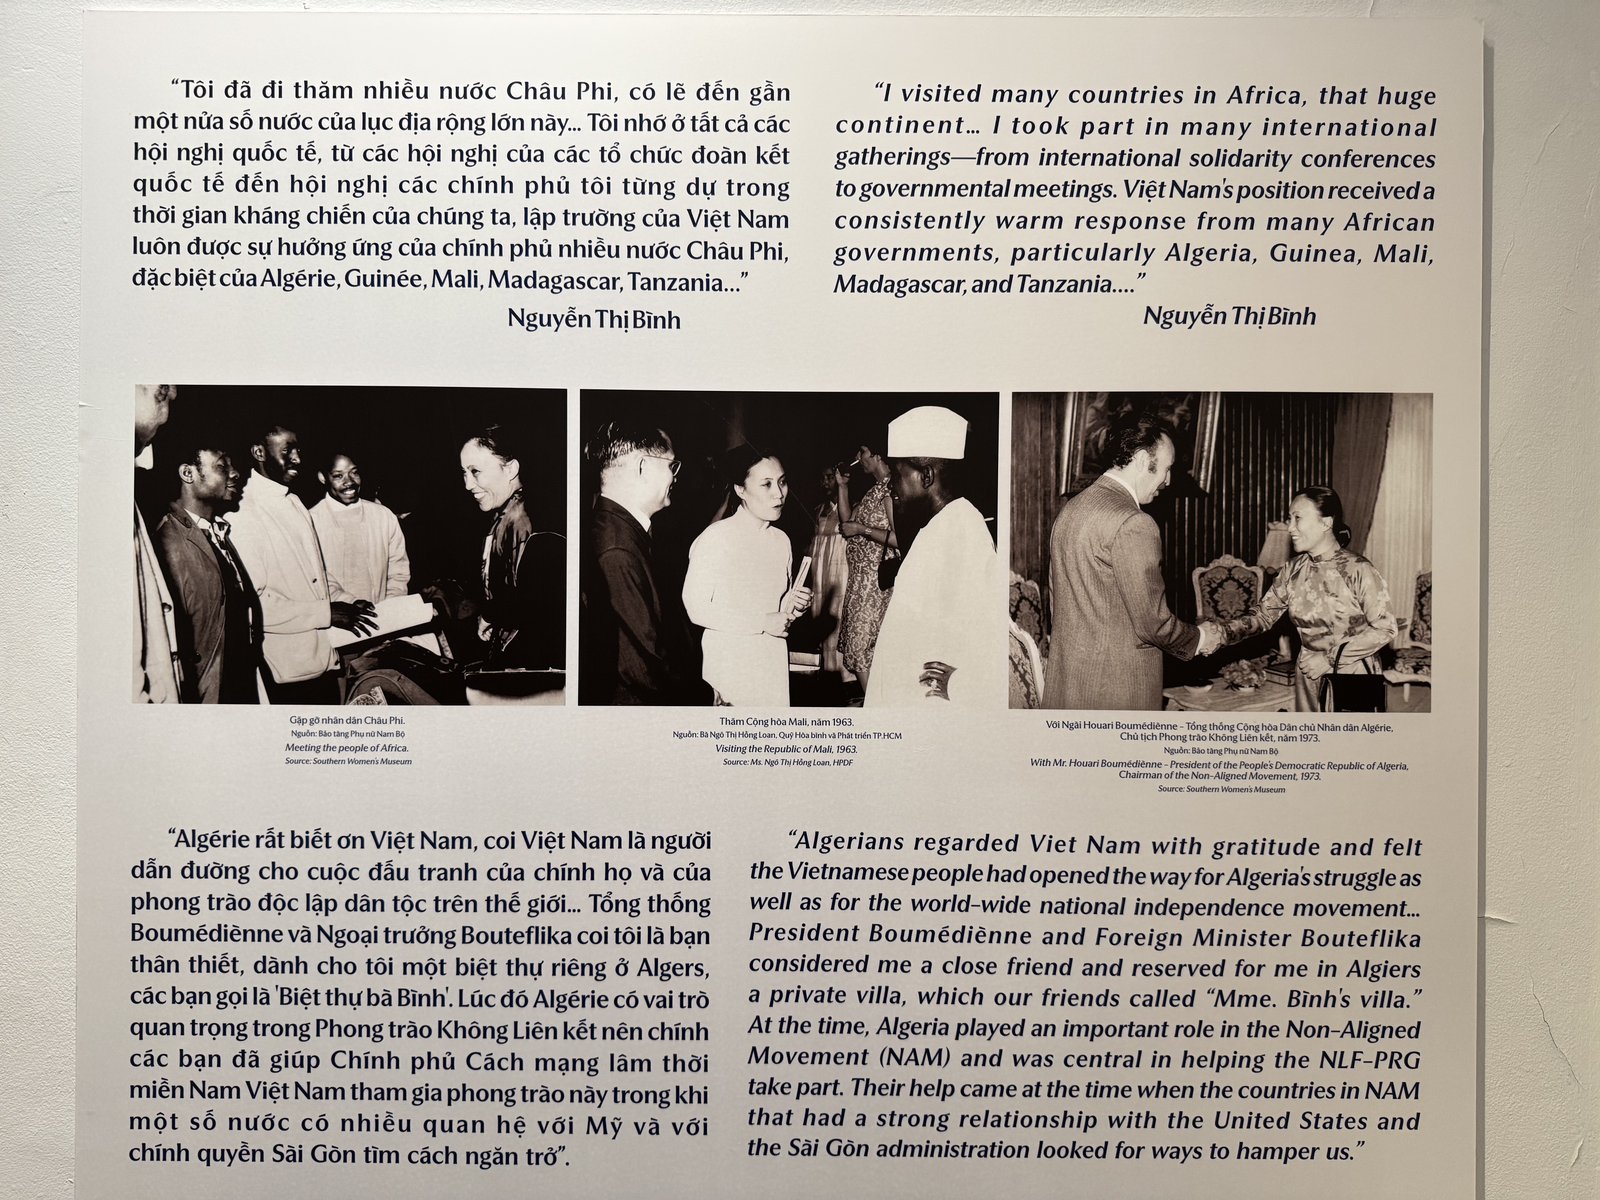 “Tôi đã đi thăm nhiều nước Châu Phi, có lẽ đến gần
một nửa số nước của lục địa rộng lớn này... Tôi nhớ ở tất cả các
hội nghị quốc tế, từ các hội nghị của các tổ chức đoàn kết
quốc tế đến hội nghị các chính phủ tôi từng dự trong
thời gian kháng chiến của chúng ta, lập trường của Việt Nam
luôn được sự hưởng ứng của chính phủ nhiều nước Châu Phi,
đặc biệt của Algérie, Guinée, Mali, Madagascar, Tanzania...”
Nguyễn Thị Bình
“I visited many countries in Africa, that huge
continent... I took part in many international
gatherings—from international solidarity conferences
to governmental meetings. Việt Nam's position received a
consistently warm response from many African
governments, particularly Algeria, Guinea, Mali,
Madagascar, and Tanzania....”
Nguyễn Thị Bình
Gặp gỡ nhân dân Châu Phi.
Nguồn: Bảo tàng Phụ nữ Nam Bộ
Meeting the people of Africa.
Source: Southern Women's Museum
Thăm Cộng hòa Mali, năm 1963.
Nguồn: Bà Ngô Thị Hồng Loan, Quỹ Hòa bình và Phát triển TP.HCM
Visiting the Republic of Mali, 1963.
Source: Ms. Ngô Thị Hồng Loan, HPDF
Với Ngài Houari Boumédiènne – Tổng thống Cộng hòa Dân chủ Nhân dân Algérie,
Chủ tịch Phong trào Không Liên kết, năm 1973.
Nguồn: Bảo tàng Phụ nữ Nam Bộ
With Mr. Houari Boumédiènne – President of the People's Democratic Republic of Algeria,
Chairman of the Non-Aligned Movement, 1973.
Source: Southern Women's Museum
“Algérie rất biết ơn Việt Nam, coi Việt Nam là người
dẫn đường cho cuộc đấu tranh của chính họ và của
phong trào độc lập dân tộc trên thế giới... Tổng thống
Boumédiènne và Ngoại trưởng Bouteflika coi tôi là bạn
thân thiết, dành cho tôi một biệt thự riêng ở Algers,
các bạn gọi là 'Biệt thự bà Bình'. Lúc đó Algérie có vai trò
quan trọng trong Phong trào Không Liên kết nên chính
các bạn đã giúp Chính phủ Cách mạng lâm thời
miền Nam Việt Nam tham gia phong trào này trong khi
một số nước có nhiều quan hệ với Mỹ và với
chính quyền Sài Gòn tìm cách ngăn trở”.
“Algerians regarded Viet Nam with gratitude and felt
the Vietnamese people had opened the way for Algeria's struggle as
well as for the world-wide national independence movement...
President Boumédiènne and Foreign Minister Bouteflika
considered me a close friend and reserved for me in Algiers
a private villa, which our friends called “Mme. Bình's villa.”
At the time, Algeria played an important role in the Non-Aligned
Movement (NAM) and was central in helping the NLF-PRG
take part. Their help came at the time when the countries in NAM
that had a strong relationship with the United States and
the Sài Gòn administration looked for ways to hamper us.”